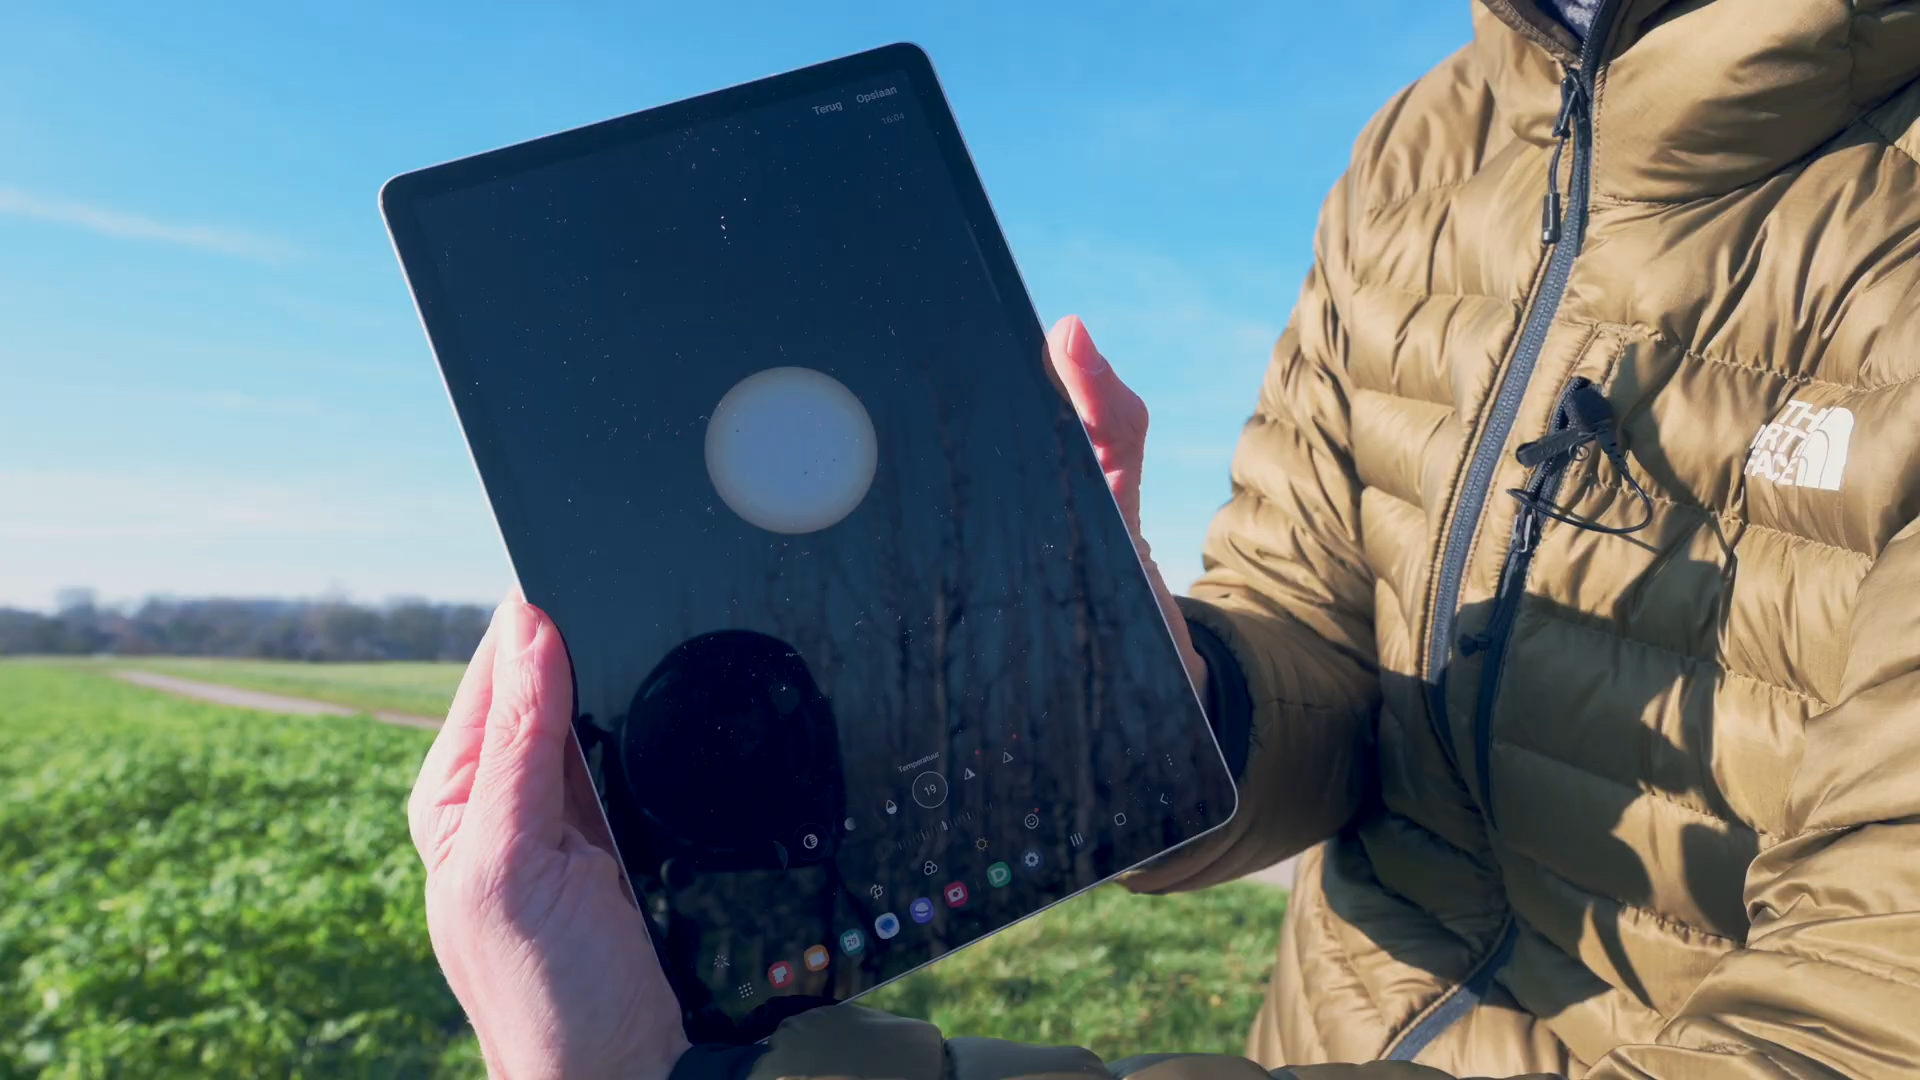 Terug Opslaan
16:04
Temperatuur
19
THE
NORTH
FACE